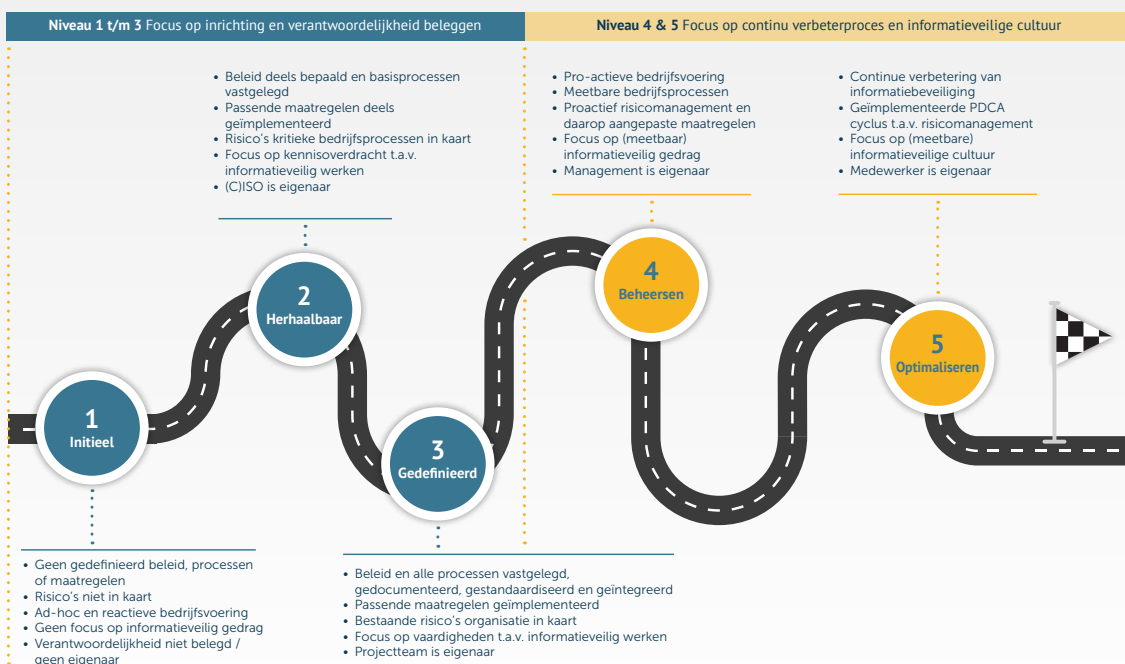 Niveau 1 t/m 3 Focus op inrichting en verantwoordelijkheid beleggen
Niveau 4 & 5 Focus op continu verbeterproces en informatieveilige cultuur
• Beleid deels bepaald en basisprocessen
vastgelegd
• Passende maatregelen deels
geïmplementeerd
• Risico's kritieke bedrijfsprocessen in kaart
• Focus op kennisoverdracht t.a.v.
informatieveilig werken
• (C)ISO is eigenaar
• Pro-actieve bedrijfsvoering
• Meetbare bedrijfsprocessen
• Proactief risicomanagement en
daarop aangepaste maatregelen
• Focus op (meetbaar)
informatieveilig gedrag
• Management is eigenaar
• Continue verbetering van
informatiebeveiliging
• Geïmplementeerde PDCA
cyclus t.a.v. risicomanagement
• Focus op (meetbare)
informatieveilige cultuur
• Medewerker is eigenaar
1
Initieel
2
Herhaalbaar
3
Gedefinieerd
4
Beheersen
5
Optimaliseren
• Geen gedefinieerd beleid, processen
of maatregelen
• Risico's niet in kaart
• Ad-hoc en reactieve bedrijfsvoering
• Geen focus op informatieveilig gedrag
• Verantwoordelijkheid niet belegd /
geen eigenaar
• Beleid en alle processen vastgelegd,
gedocumenteerd, gestandaardiseerd en geïntegreerd
• Passende maatregelen geïmplementeerd
• Bestaande risico's organisatie in kaart
• Focus op vaardigheden t.a.v. informatieveilig werken
• Projectteam is eigenaar